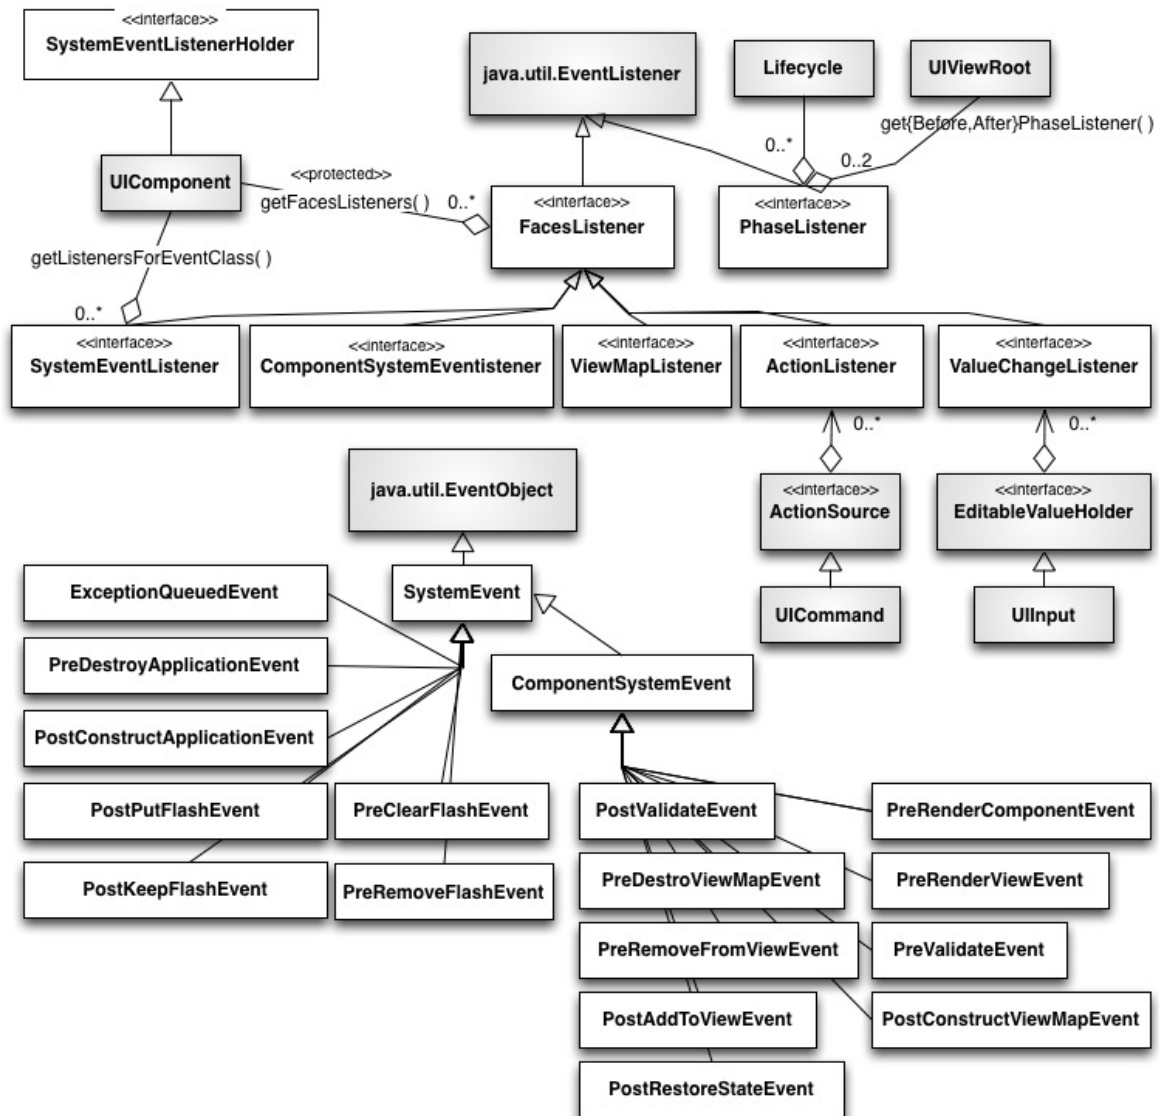 <<interface>>
SystemEventListenerHolder
java.util.EventListener
Lifecycle
UIViewRoot
get{Before,After}PhaseListener( )
0..*
0..2
UIComponent
<<protected>>
getFacesListeners( )
0..*
<<interface>>
FacesListener
<<interface>>
PhaseListener
getListenersForEventClass( )
0..*
<<interface>>
SystemEventListener
<<interface>>
ComponentSystemEventistener
<<interface>>
ViewMapListener
<<interface>>
ActionListener
<<interface>>
ValueChangeListener
0..*
0..*
java.util.EventObject
<<interface>>
ActionSource
<<interface>>
EditableValueHolder
ExceptionQueuedEvent
SystemEvent
UICommand
UIInput
PreDestroyApplicationEvent
ComponentSystemEvent
PostConstructApplicationEvent
PostPutFlashEvent
PreClearFlashEvent
PostValidateEvent
PreRenderComponentEvent
PostKeepFlashEvent
PreRemoveFlashEvent
PreDestroViewMapEvent
PreRenderViewEvent
PreRemoveFromViewEvent
PreValidateEvent
PostAddToViewEvent
PostConstructViewMapEvent
PostRestoreStateEvent